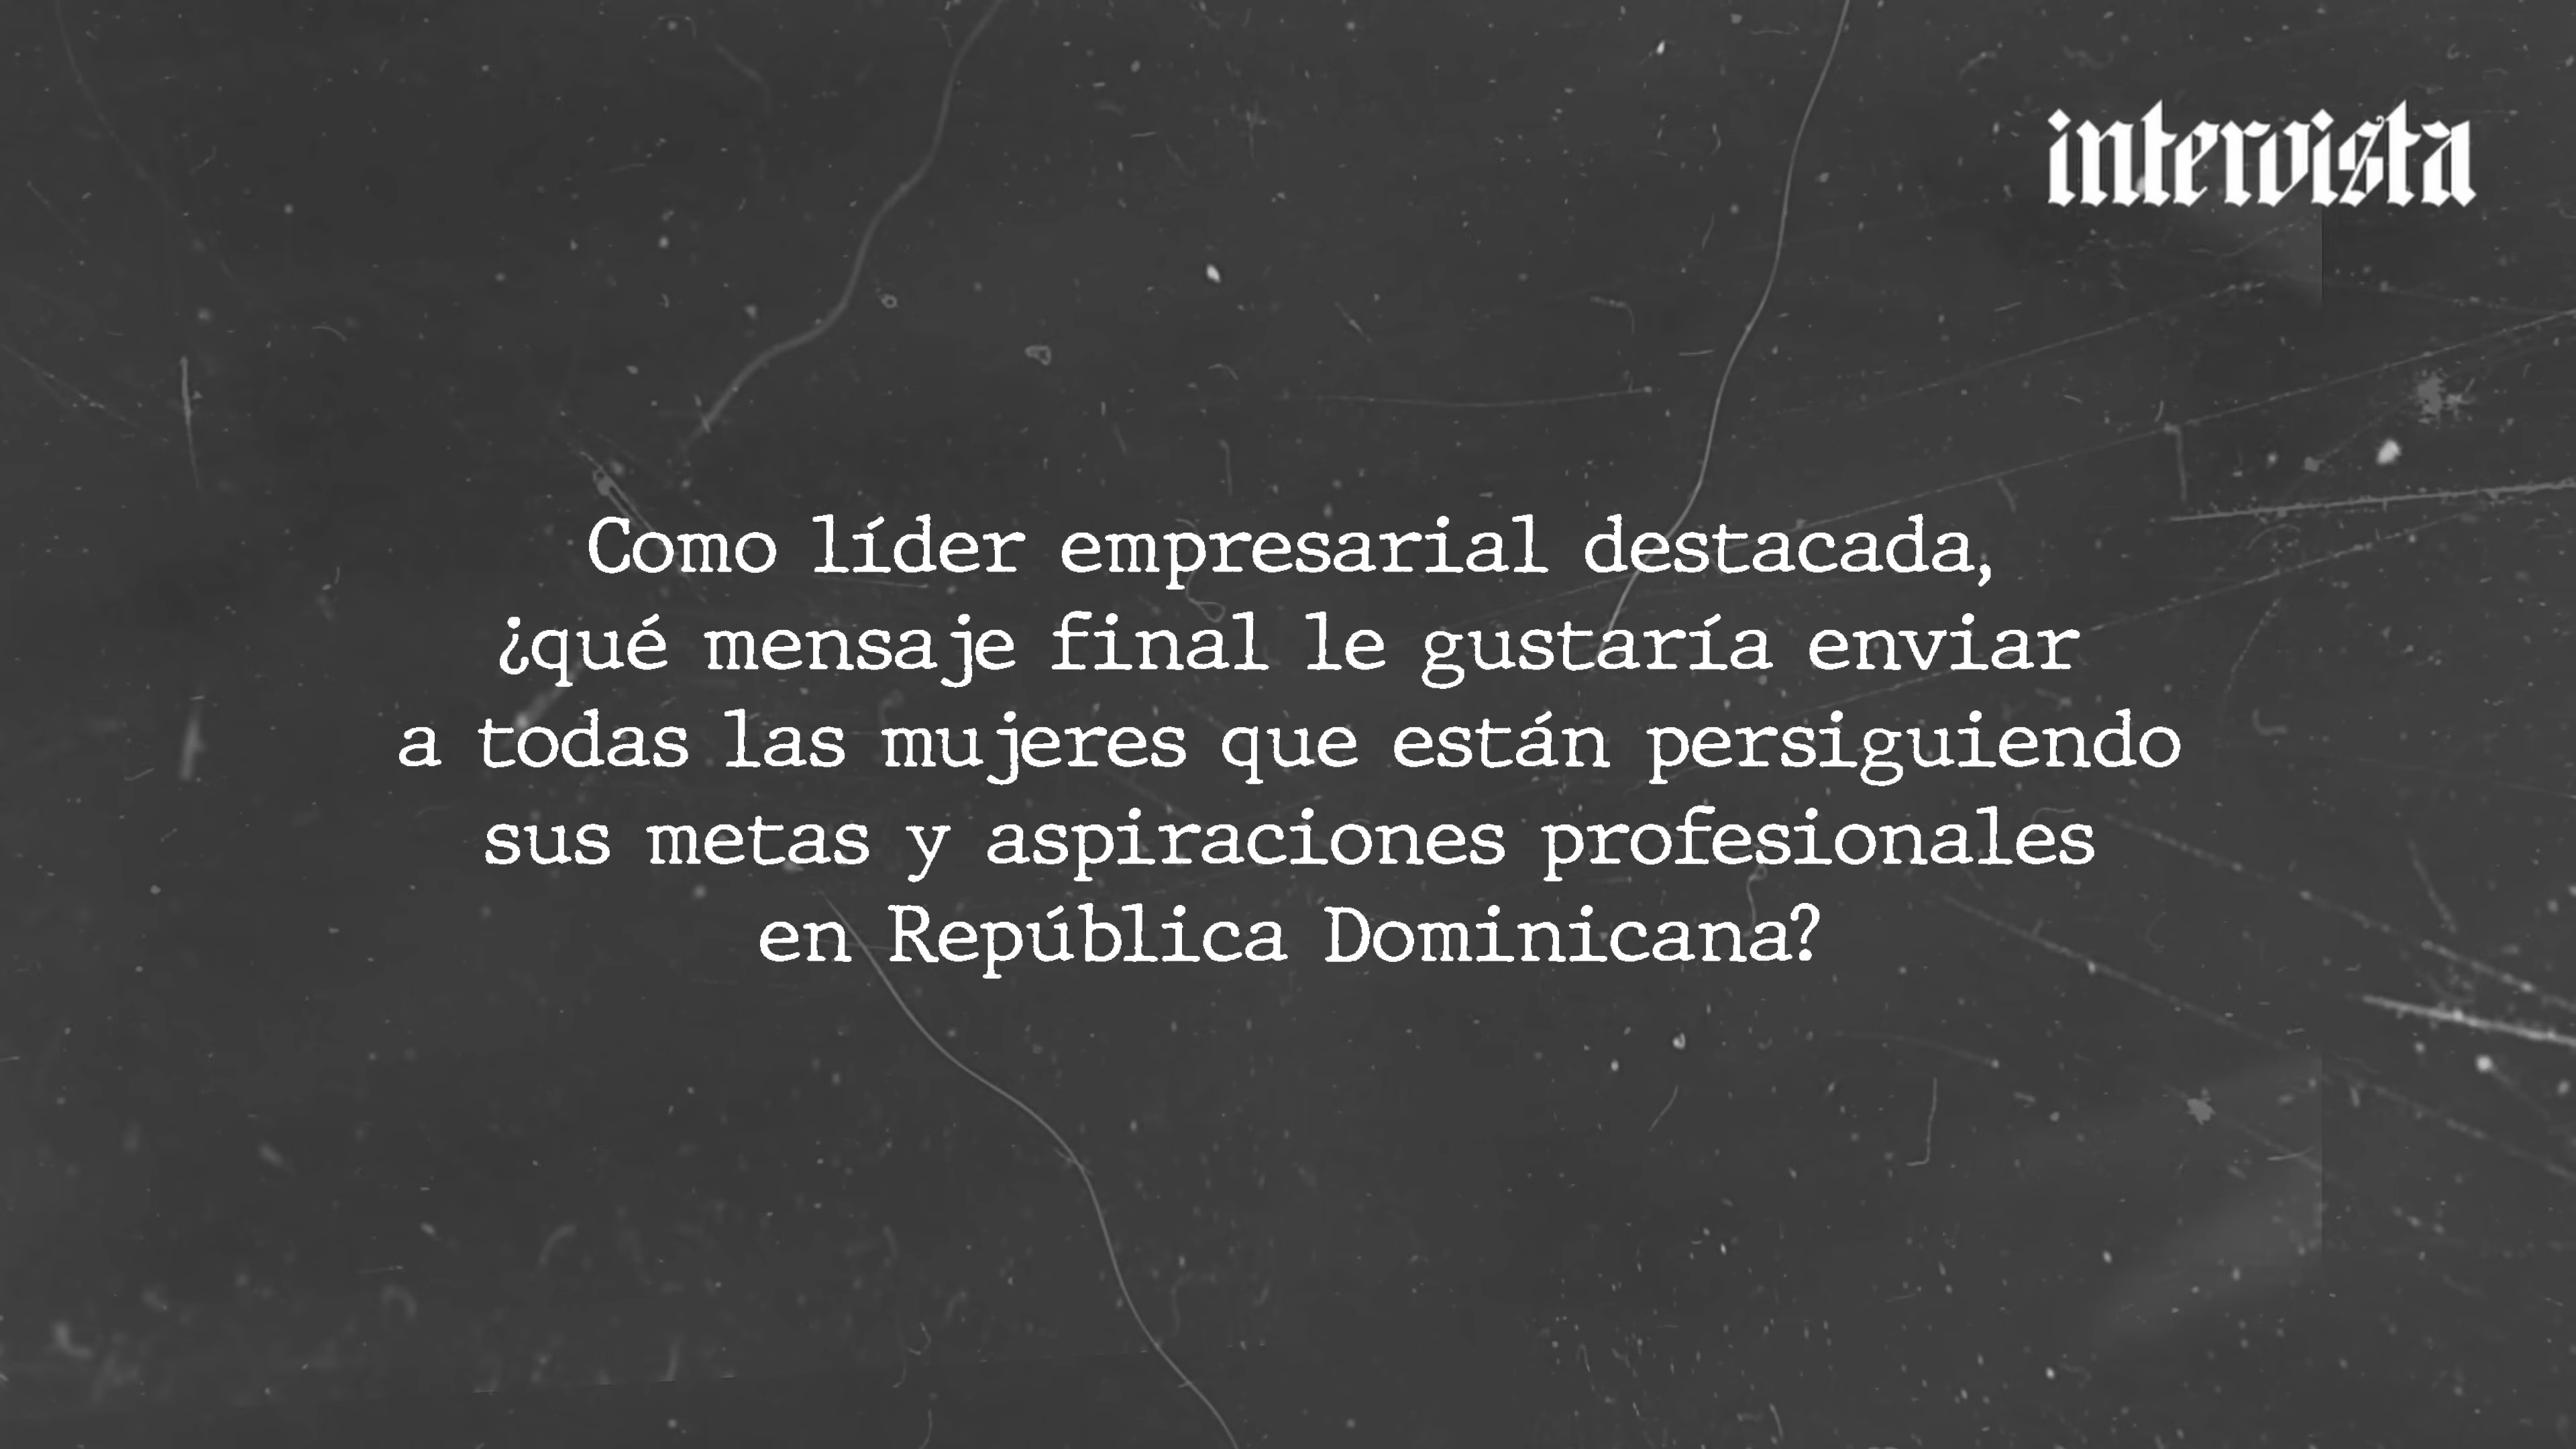 intervista
Como líder empresarial destacada,
¿qué mensaje final le gustaría enviar
a todas las mujeres que están persiguiendo
sus metas y aspiraciones profesionales
en República Dominicana?